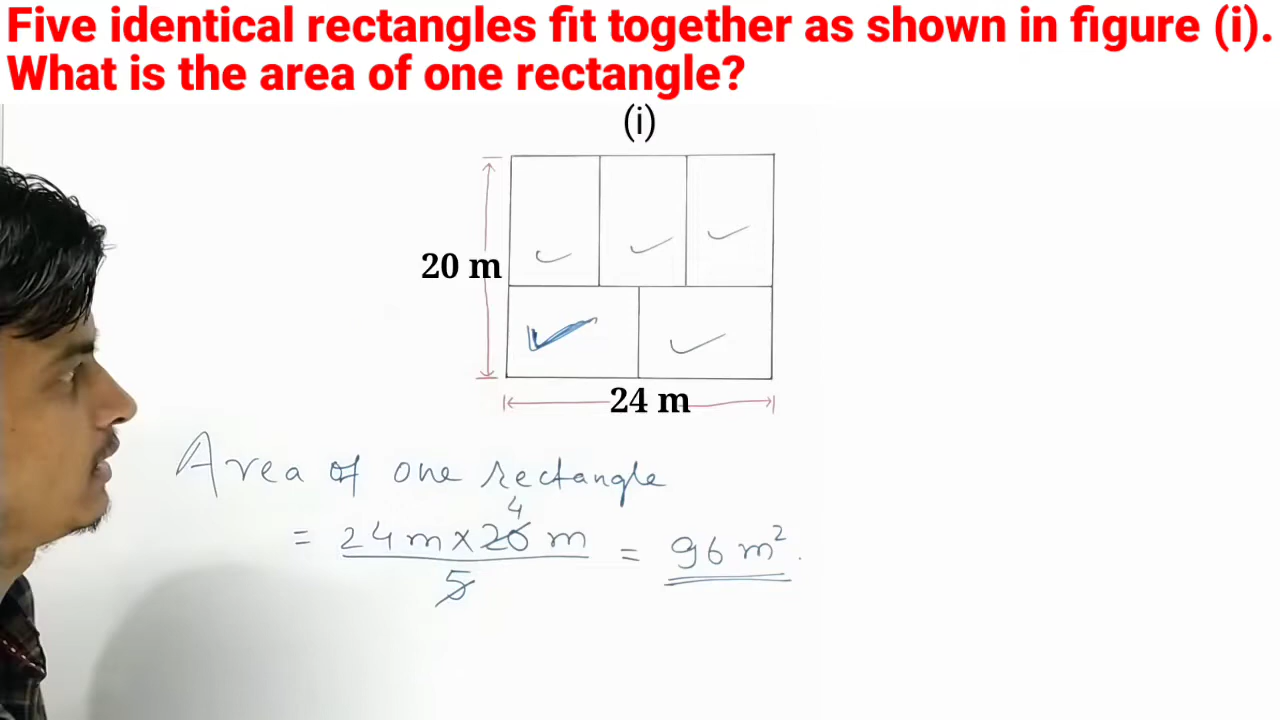 Five identical rectangles fit together as shown in figure (i).
What is the area of one rectangle?
(i)
20 m
24 m
Area of one rectangle
4
= 24 m × 20 m = 96 m².
5